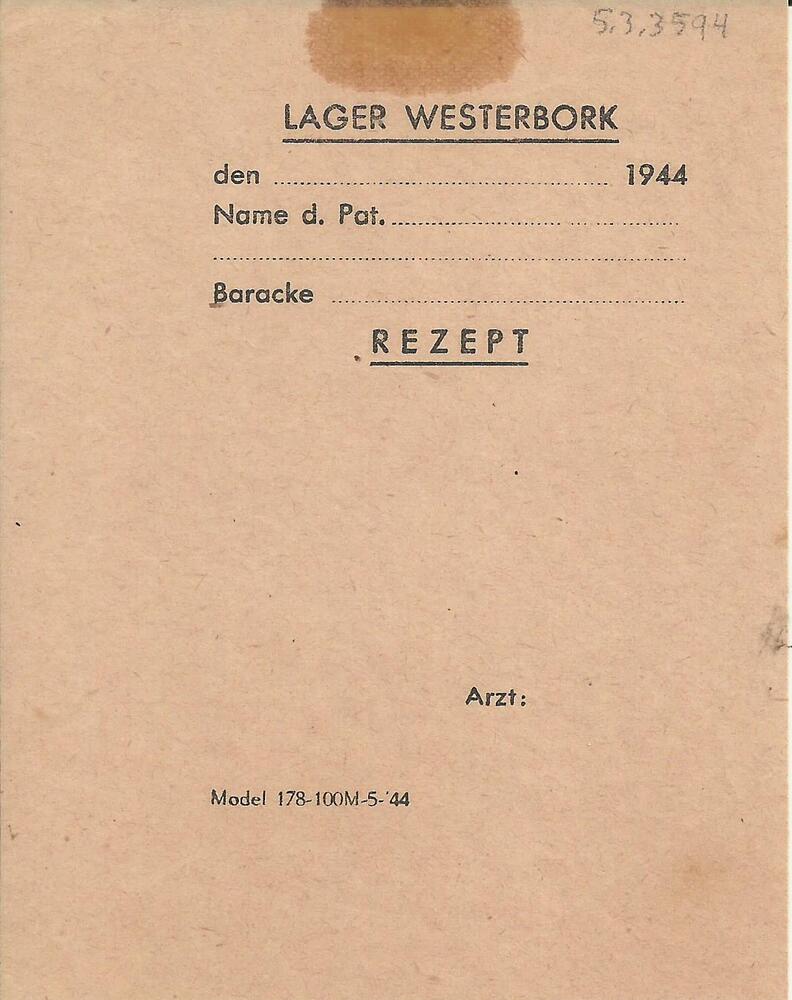 5.3.3594
LAGER WESTERBORK
den ........................ 1944
Name d. Pat. ........................
........................
Baracke ........................
REZEPT
Arzt:
Model 178-100M-5-'44